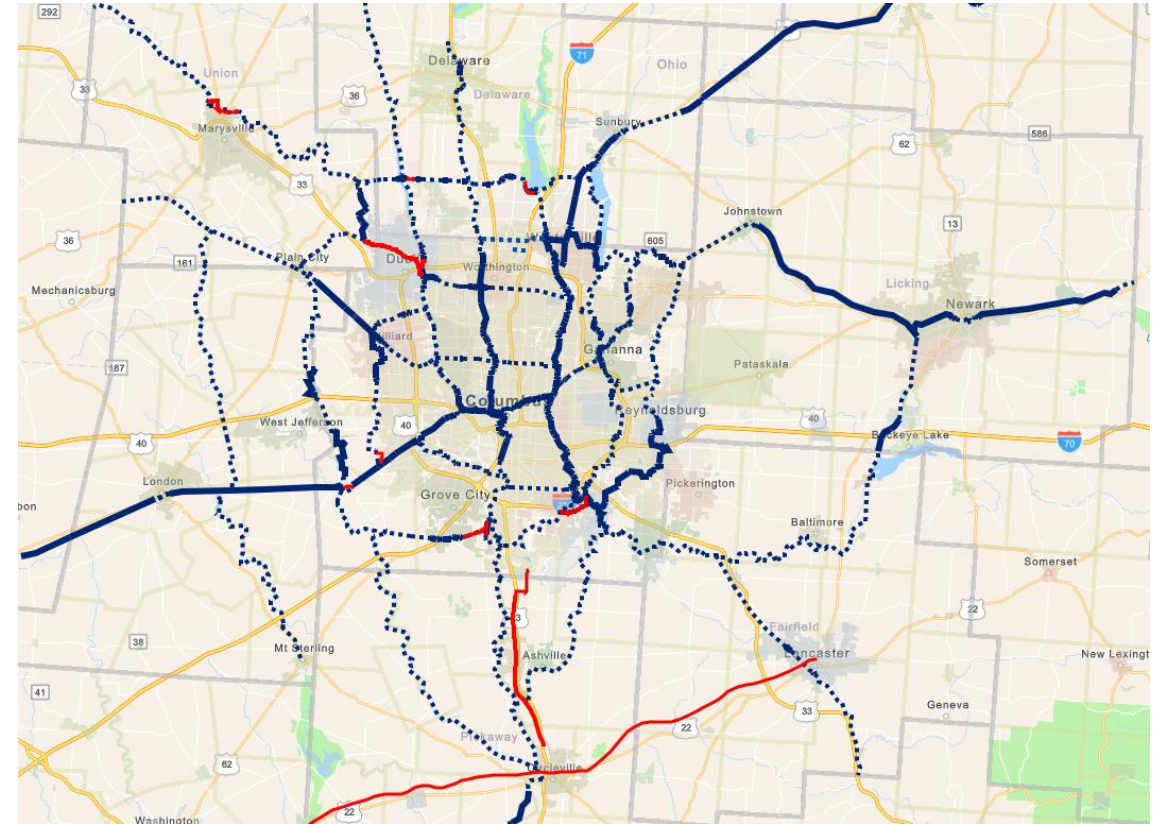 292
Delaware
71
Ohio
Union
36
33
Delaware
Sunbury
62
586
Marysville
33
Johnstown
605
13
36
161
Plain City
Worthington
Licking
Newark
Mechanicsburg
Gahanna
Pataskala
187
40
Columbus
Reynoldsburg
40
West Jefferson
40
Buckeye Lake
70
London
Grove City
Pickerington
Baltimore
Somerset
22
38
Mt Sterling
Ashville
Fairfield
Lancaster
New Lexingt
41
33
Geneva
Pickaway
22
62
Circleville
22
Washington